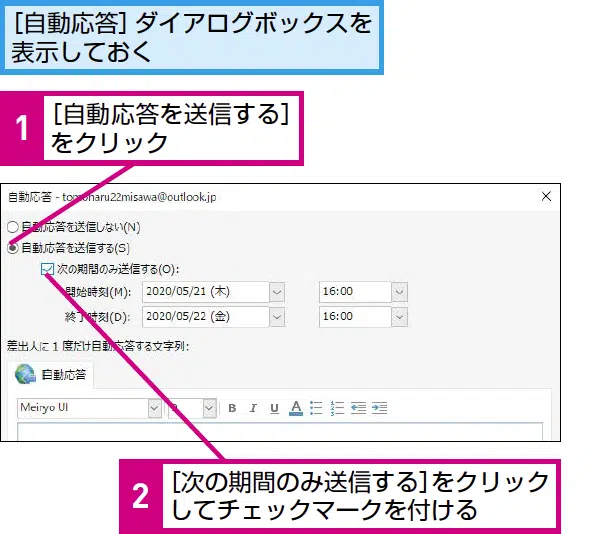 [自動応答] ダイアログボックスを
表示しておく
1
[自動応答を送信する]
をクリック
自動応答 - tomoharu22misawa@outlook.jp
自動応答を送信しない(N)
自動応答を送信する(S)
次の期間のみ送信する(O):
開始時刻(M): 2020/05/21 (木) 16:00
終了時刻(D): 2020/05/22 (金) 16:00
差出人に 1 度だけ自動応答する文字列:
自動応答
Meiryo UI B I U A
2
[次の期間のみ送信する]をクリック
してチェックマークを付ける